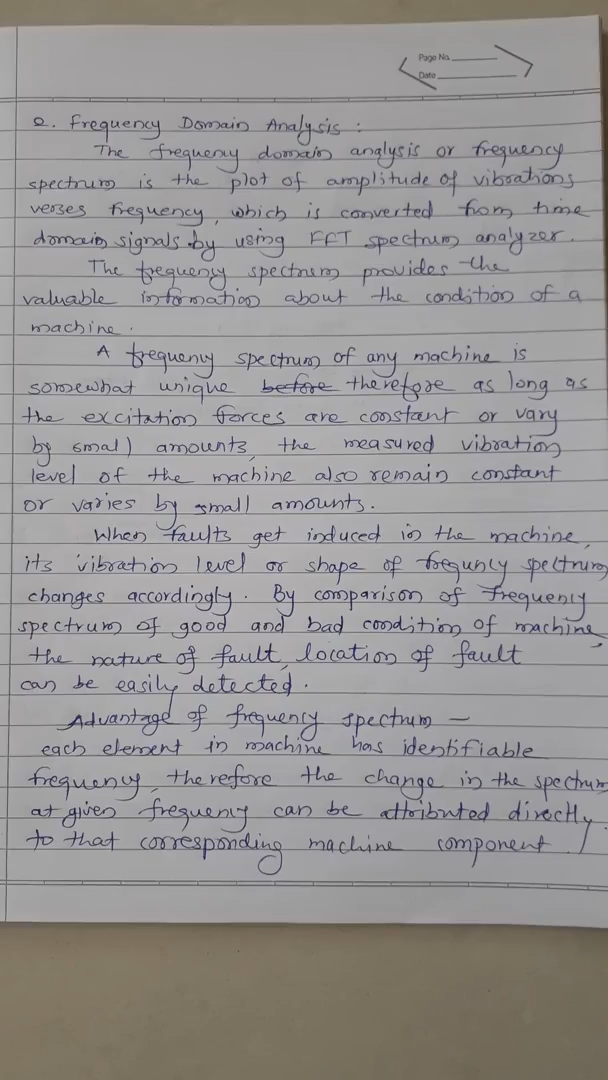 Page No.
Date
2. Frequency Domain Analysis :
The frequency domain analysis or frequency
spectrum is the plot of amplitude of vibrations
verses frequency, which is converted from time
domain signals by using FFT spectrum analyzer.
The frequency spectrum provides the
valuable information about the condition of a
machine.
A frequency spectrum of any machine is
somewhat unique before therefore as long as
the excitation forces are constant or vary
by small amounts, the measured vibration
level of the machine also remain constant
or varies by small amounts.
When faults get induced in the machine,
its vibration level or shape of frequncy spectrum
changes accordingly. By comparison of frequency
spectrum of good and bad condition of machine,
the nature of fault, location of fault
can be easily detected.
Advantage of frequency spectrum —
each element in machine has identifiable
frequency, therefore the change in the spectrum
at given frequency can be attributed directly
to that corresponding machine component